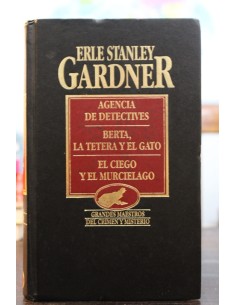 ERLE STANLEY
GARDNER
AGENCIA
DE DETECTIVES
BERTA,
LA TETERA Y EL GATO
EL CIEGO
Y EL MURCIELAGO
GRANDES MAESTROS
DEL CRIMEN Y MISTERIO